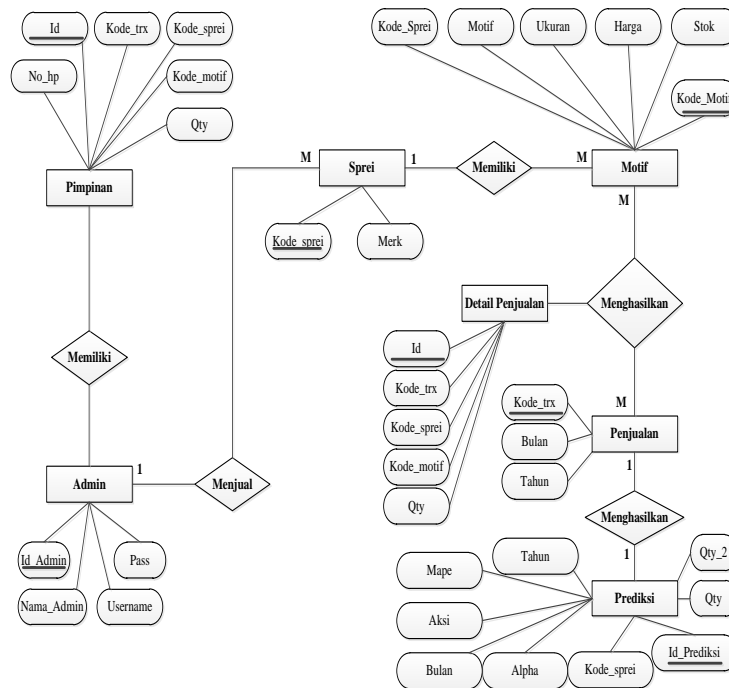 Id
Kode_trx
Kode_sprei
No_hp
Kode_motif
Qty
Pimpinan
Kode_Sprei
Motif
Ukuran
Harga
Stok
Kode_Motif
M
Sprei
1
Memiliki
M
Motif
M
Kode_sprei
Merk
Detail Penjualan
Menghasilkan
Memiliki
Id
Kode_trx
Kode_sprei
Kode_motif
Qty
M
Kode_trx
Bulan
Tahun
Penjualan
1
Admin
1
Menjual
Menghasilkan
1
Id_Admin
Pass
Nama_Admin
Username
Mape
Tahun
Aksi
Bulan
Alpha
Kode_sprei
Id_Prediksi
Prediksi
Qty_2
Qty